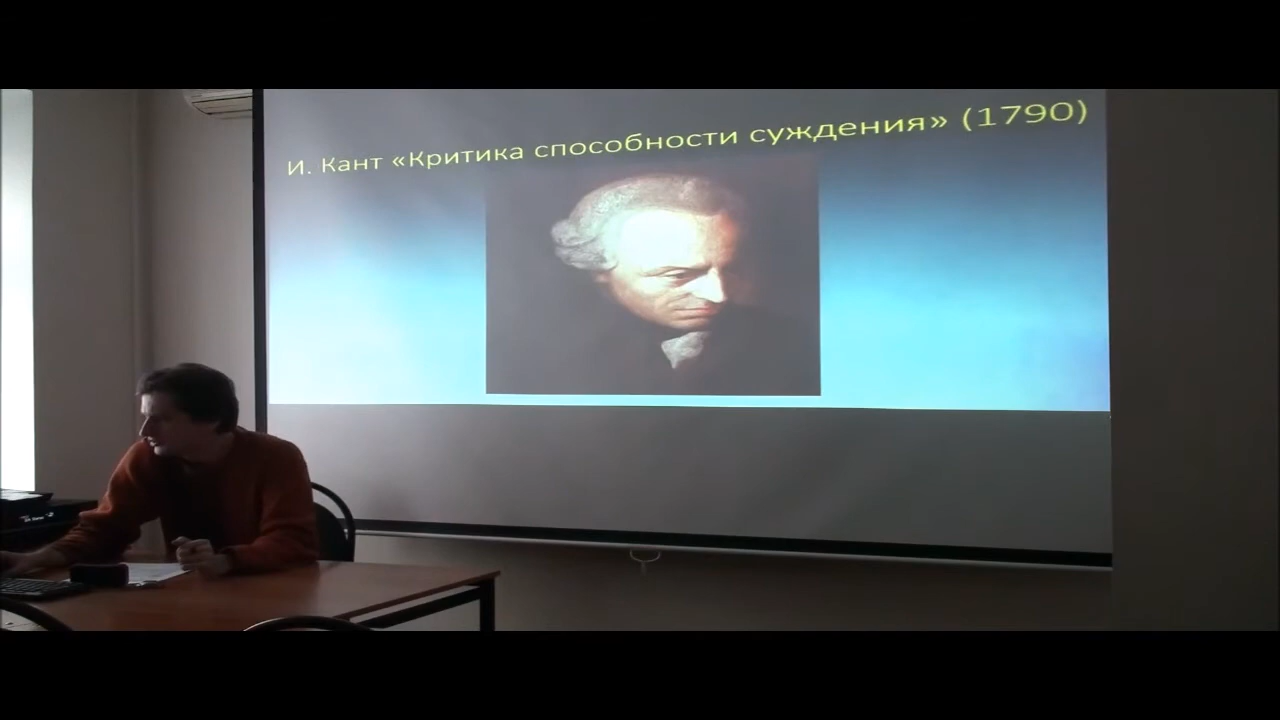 И. Кант «Критика способности суждения» (1790)